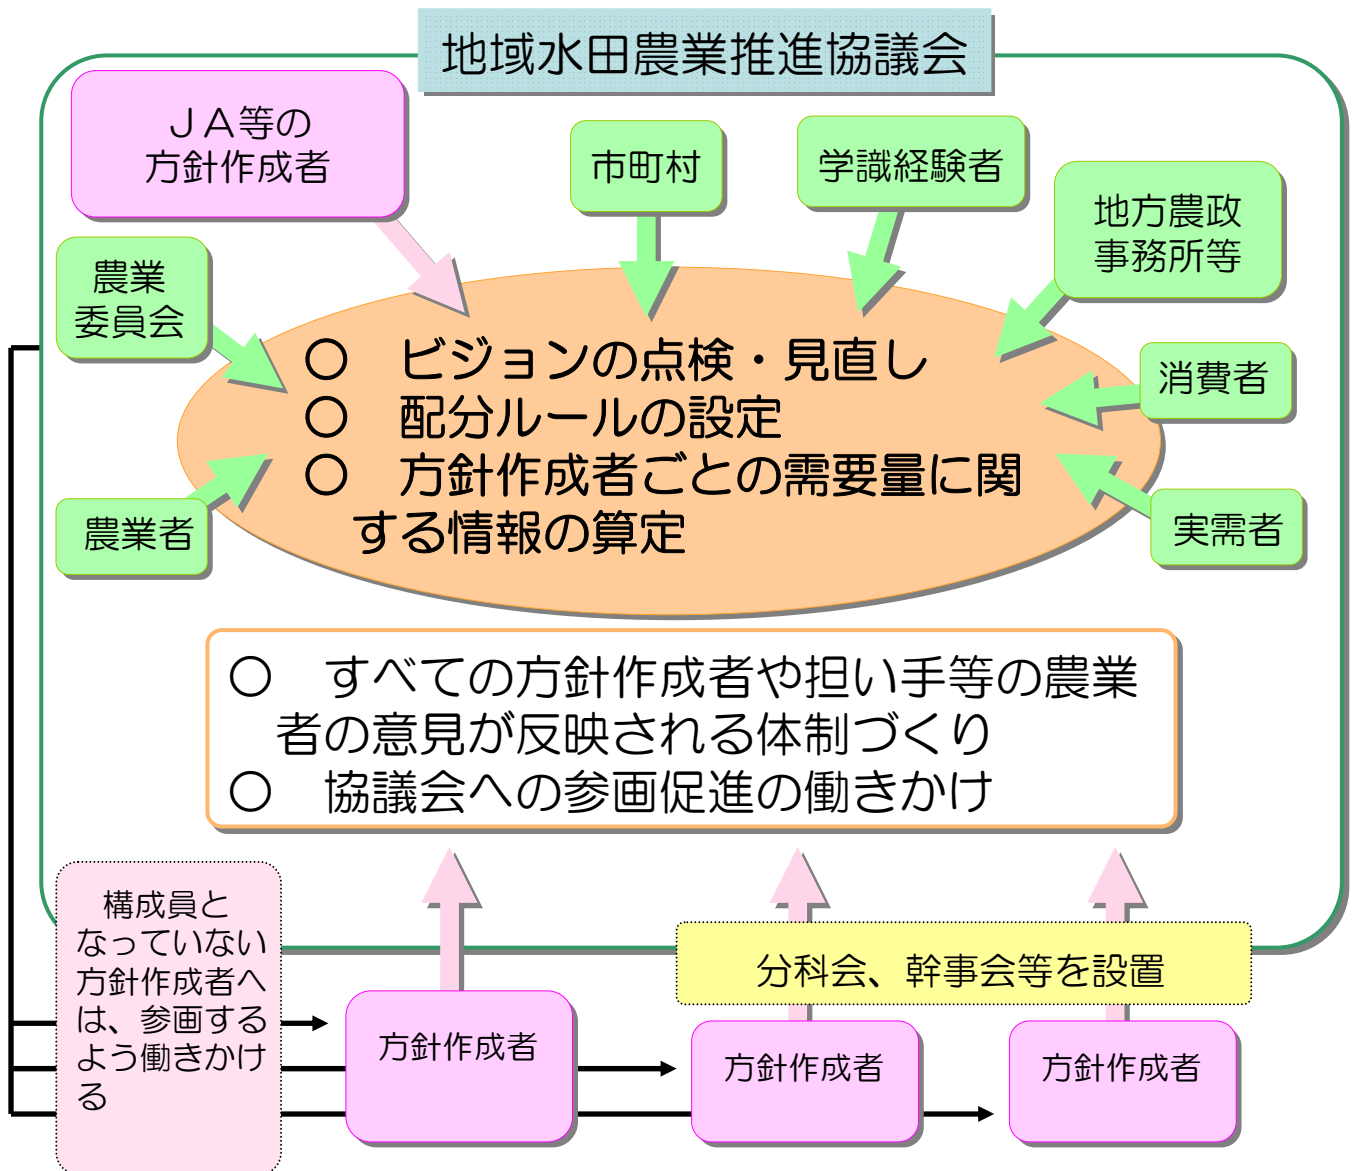 地域水田農業推進協議会
ＪＡ等の
方針作成者
市町村
学識経験者
地方農政
事務所等
農業
委員会
消費者
農業者
実需者
○　ビジョンの点検・見直し
○　配分ルールの設定
○　方針作成者ごとの需要量に関
する情報の算定
○　すべての方針作成者や担い手等の農業
者の意見が反映される体制づくり
○　協議会への参画促進の働きかけ
構成員と
なっていない
方針作成者へ
は、参画する
よう働きかけ
る
分科会、幹事会等を設置
方針作成者
方針作成者
方針作成者